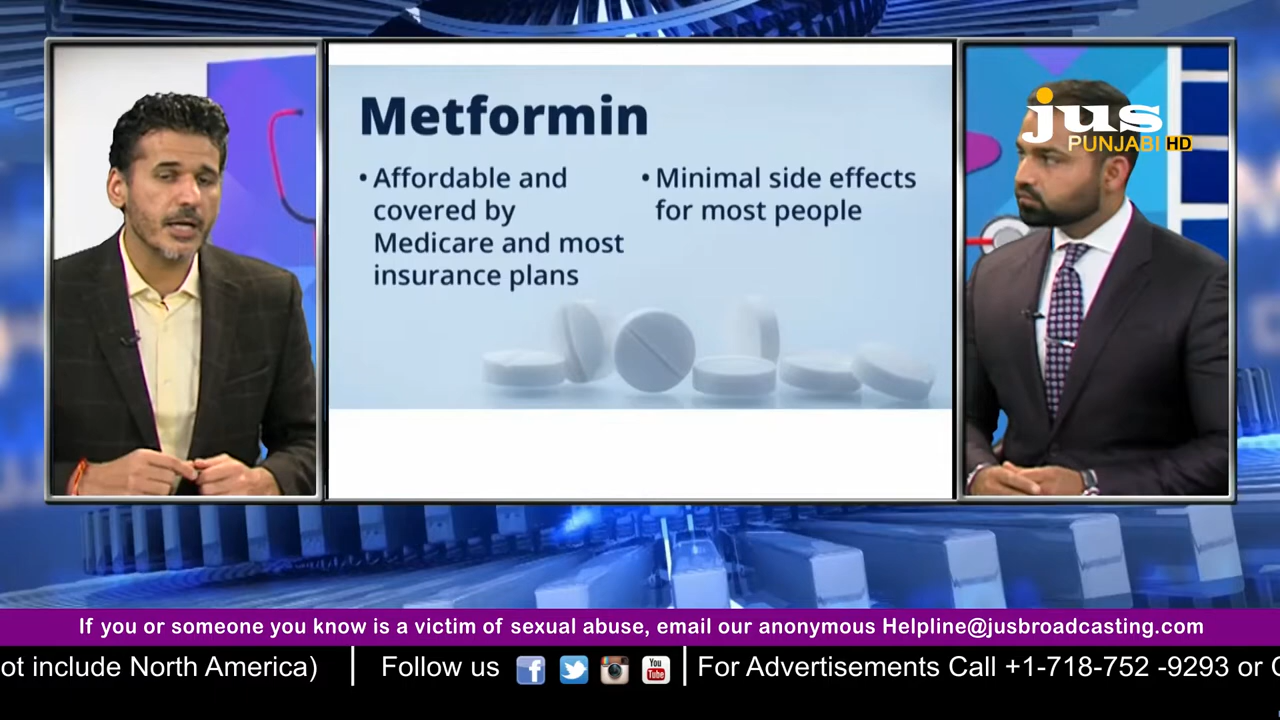 Metformin
• Affordable and
covered by
Medicare and most
insurance plans
• Minimal side effects
for most people
jus
PUNJABI HD
If you or someone you know is a victim of sexual abuse, email our anonymous Helpline@jusbroadcasting.com
ot include North America) | Follow us
You
Tube
| For Advertisements Call +1-718-752 -9293 or